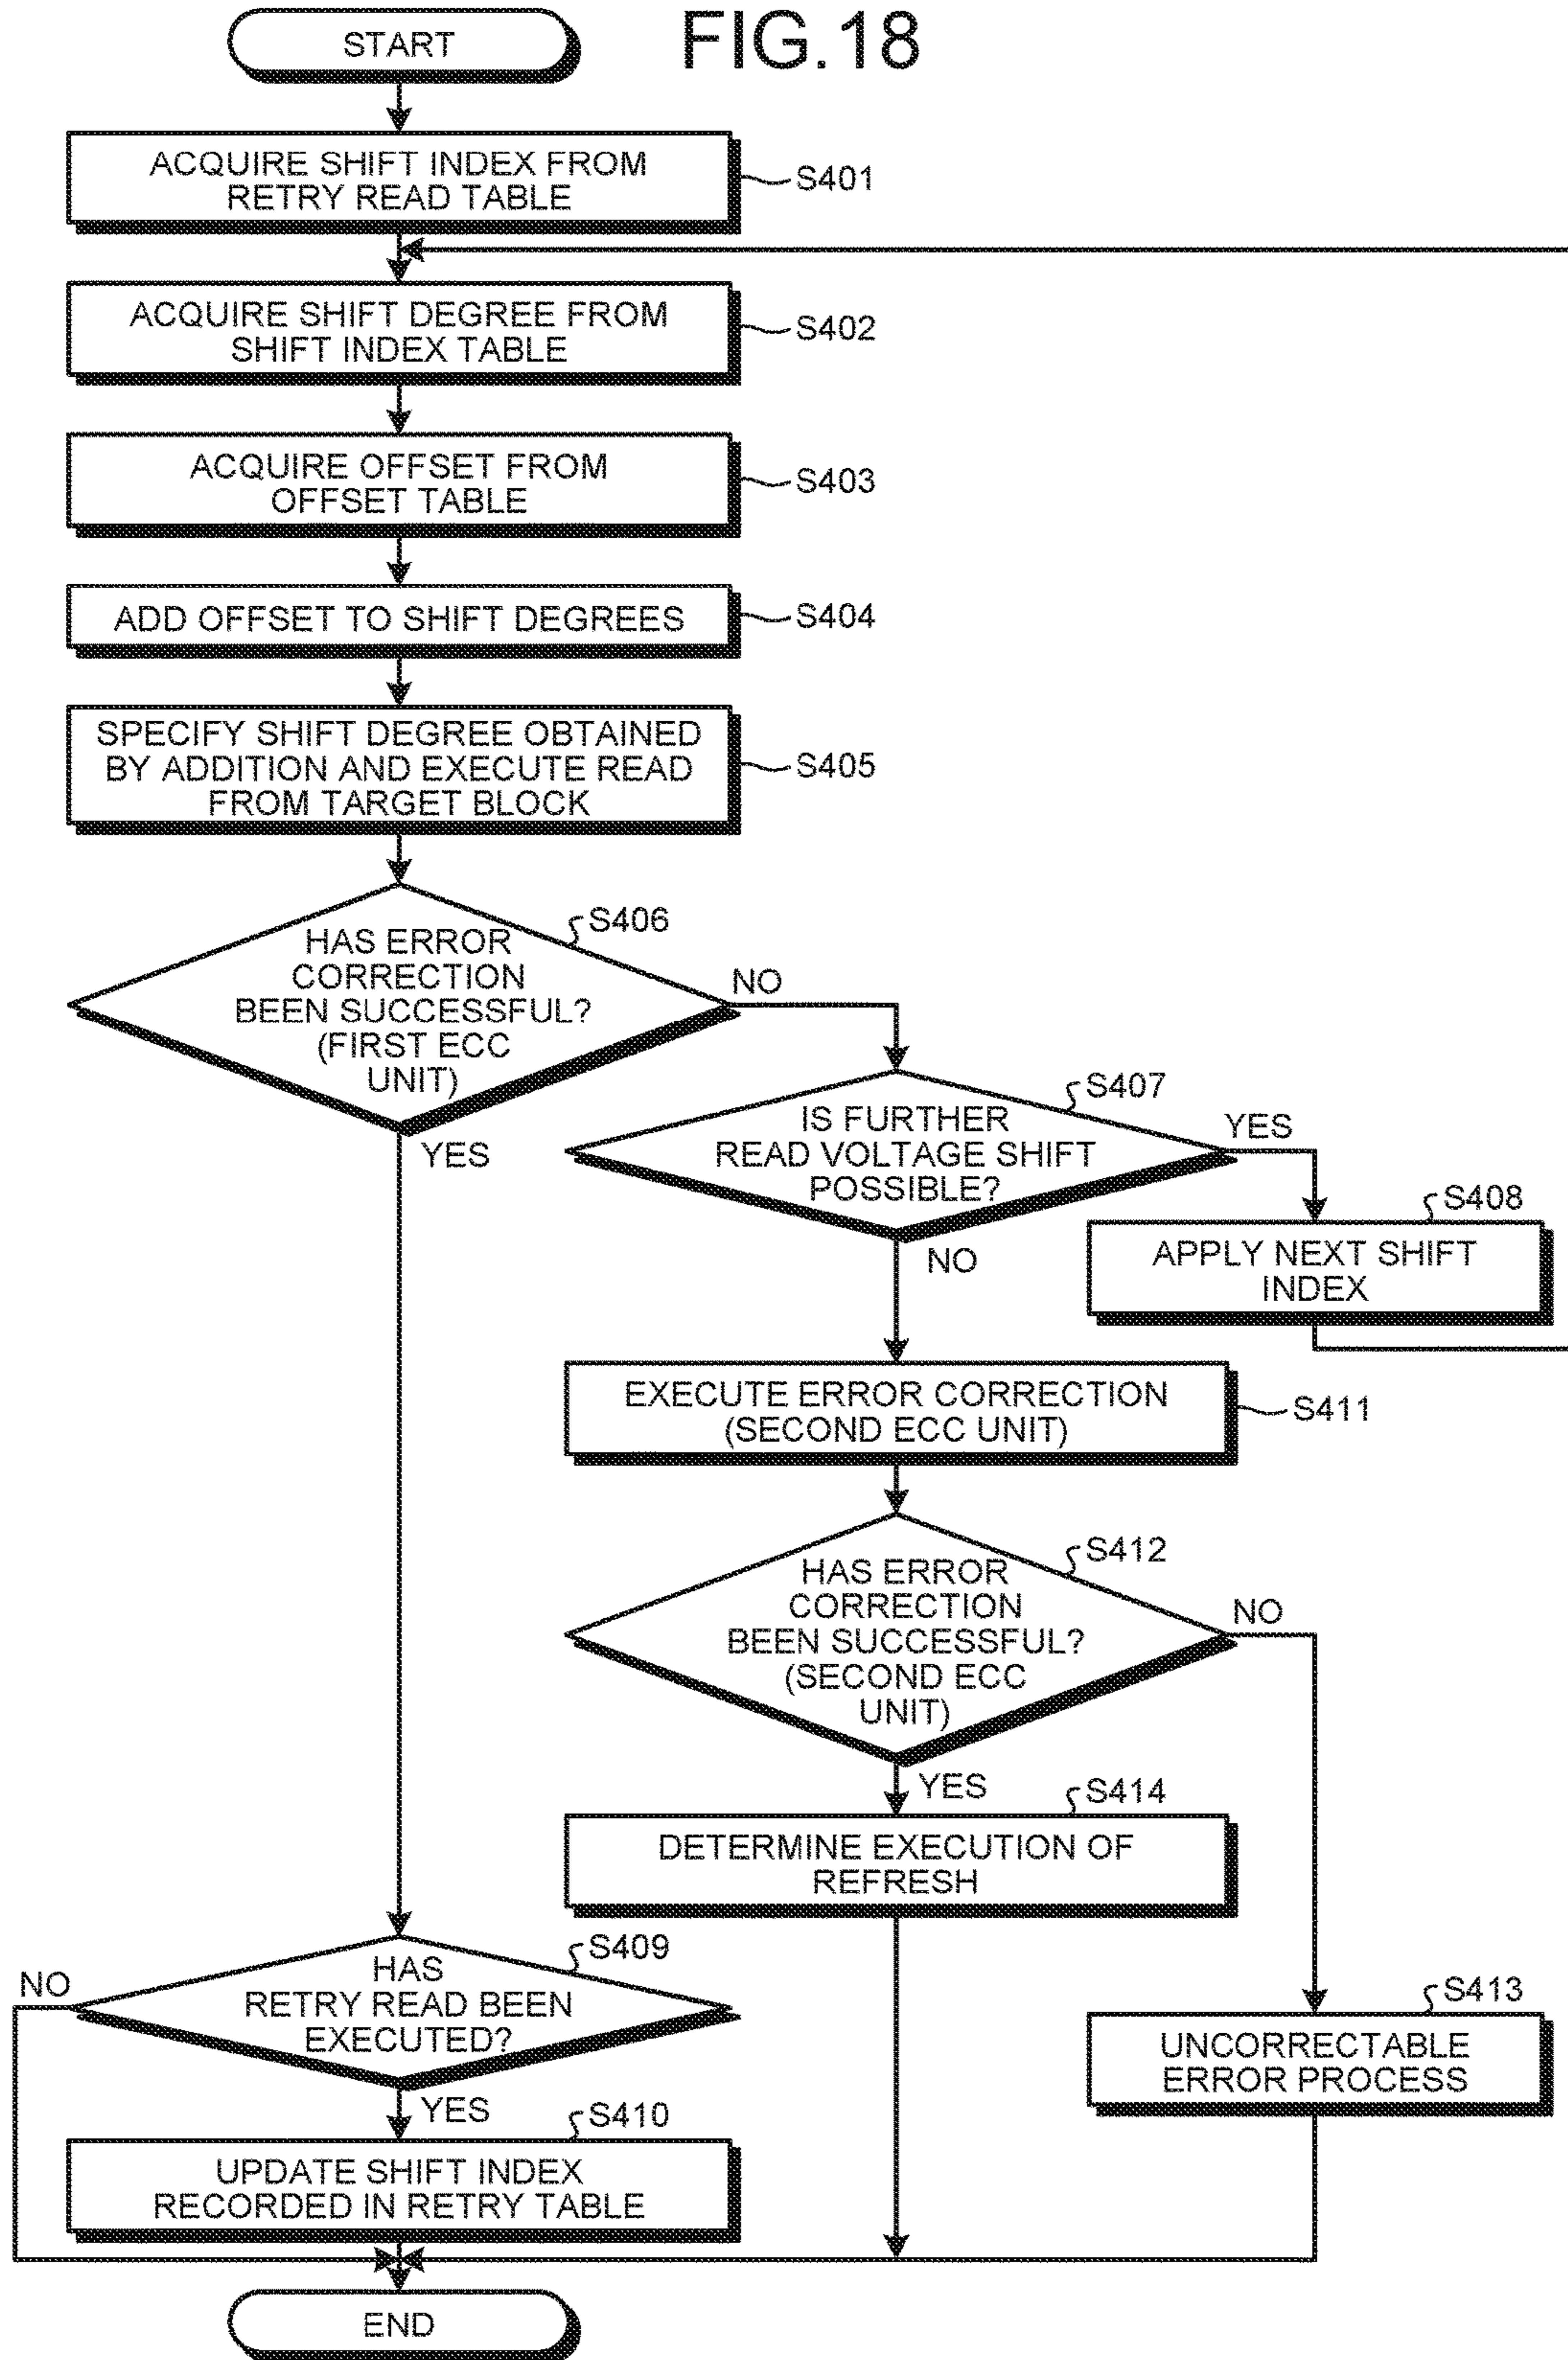 FIG.18
START
ACQUIRE SHIFT INDEX FROM
RETRY READ TABLE
S401
ACQUIRE SHIFT DEGREE FROM
SHIFT INDEX TABLE
S402
ACQUIRE OFFSET FROM
OFFSET TABLE
S403
ADD OFFSET TO SHIFT DEGREES
S404
SPECIFY SHIFT DEGREE OBTAINED
BY ADDITION AND EXECUTE READ
FROM TARGET BLOCK
S405
S406
HAS ERROR
CORRECTION
BEEN SUCCESSFUL?
(FIRST ECC
UNIT)
NO
YES
S407
IS FURTHER
READ VOLTAGE SHIFT
POSSIBLE?
YES
NO
S408
APPLY NEXT SHIFT
INDEX
EXECUTE ERROR CORRECTION
(SECOND ECC UNIT)
S411
S412
HAS ERROR
CORRECTION
BEEN SUCCESSFUL?
(SECOND ECC
UNIT)
NO
YES
S414
DETERMINE EXECUTION OF
REFRESH
S409
HAS
RETRY READ BEEN
EXECUTED?
NO
YES
S413
UNCORRECTABLE
ERROR PROCESS
S410
UPDATE SHIFT INDEX
RECORDED IN RETRY TABLE
END